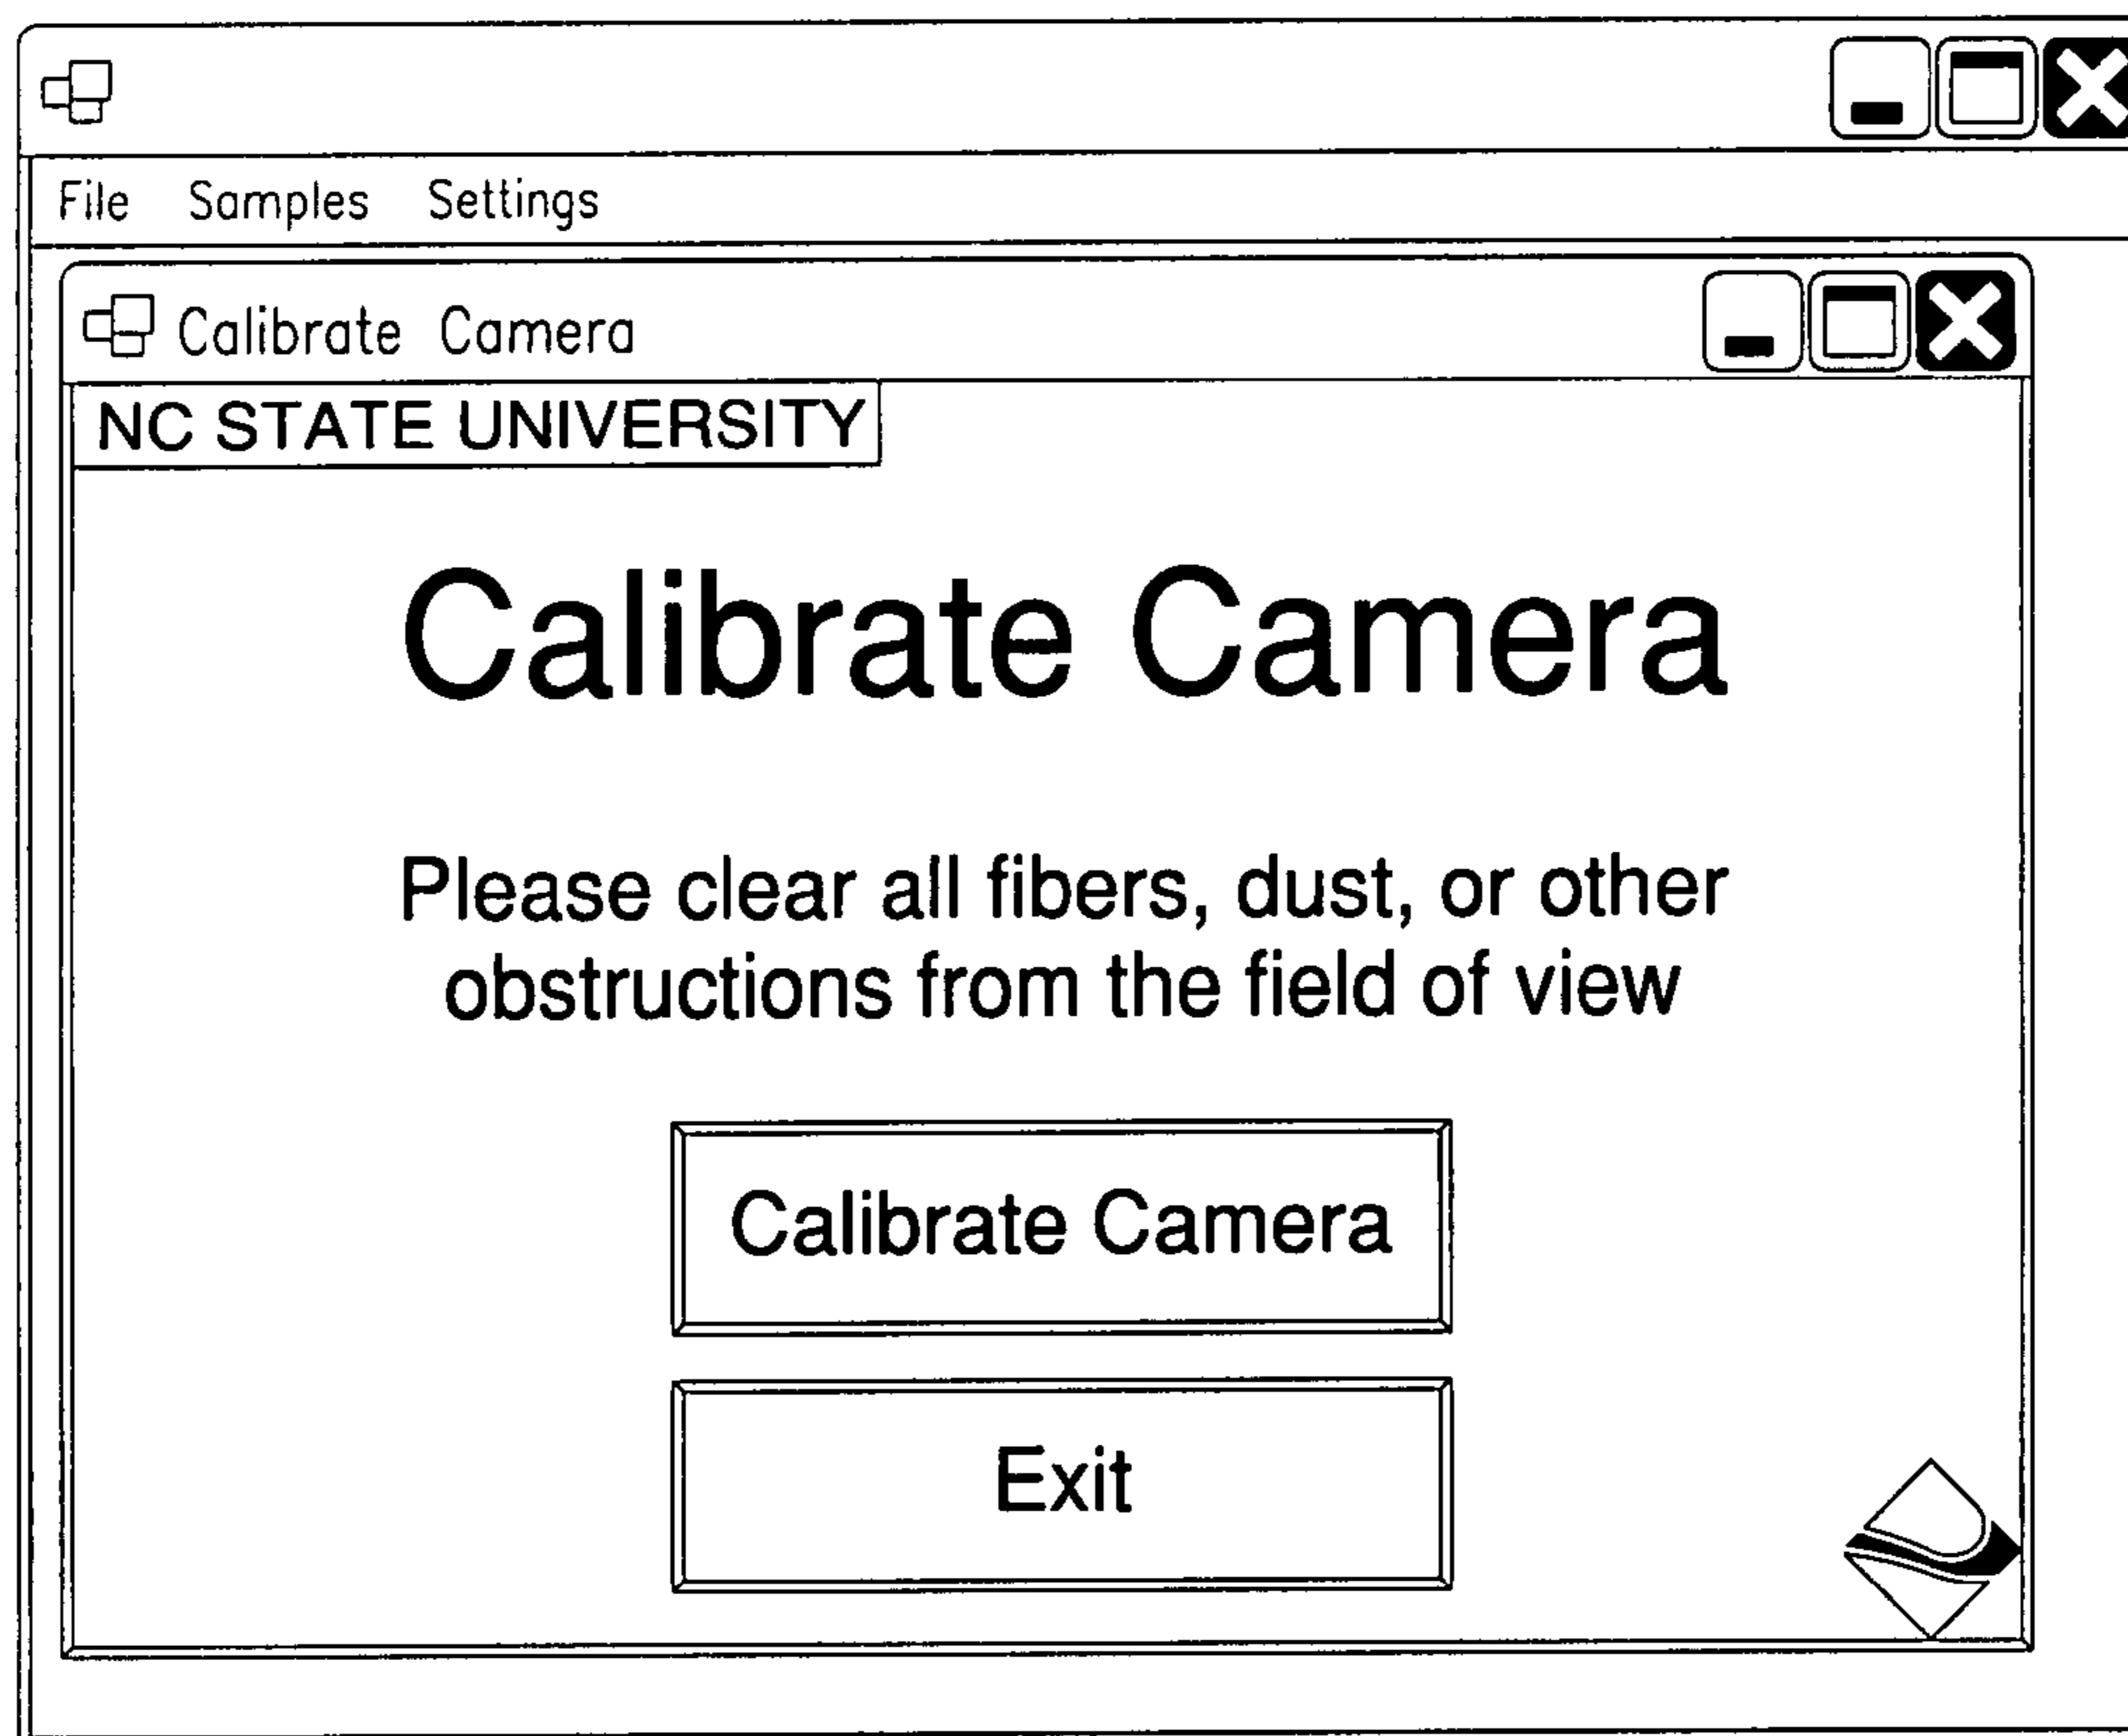 File Samples Settings
Calibrate Camera
NC STATE UNIVERSITY
Calibrate Camera
Please clear all fibers, dust, or other
obstructions from the field of view
Calibrate Camera
Exit